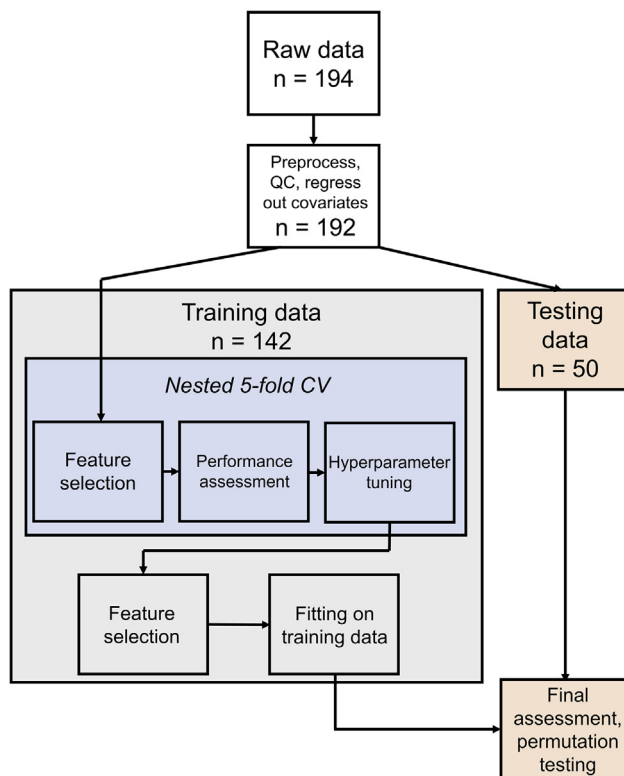 Raw data
n = 194
Preprocess,
QC, regress
out covariates
n = 192
Training data
n = 142
Nested 5-fold CV
Feature
selection
Performance
assessment
Hyperparameter
tuning
Feature
selection
Fitting on
training data
Testing
data
n = 50
Final
assessment,
permutation
testing